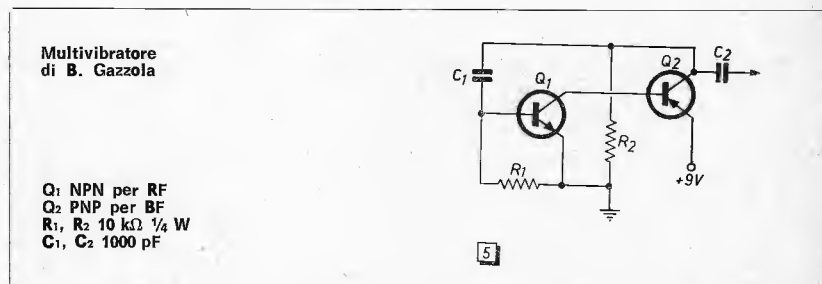 Multivibratore
di B. Gazzola
Q1 NPN per RF
Q2 PNP per BF
R1, R2 10 kΩ ¼ W
C1, C2 1000 pF
C1
Q1
Q2
C2
R1
R2
+9V
5